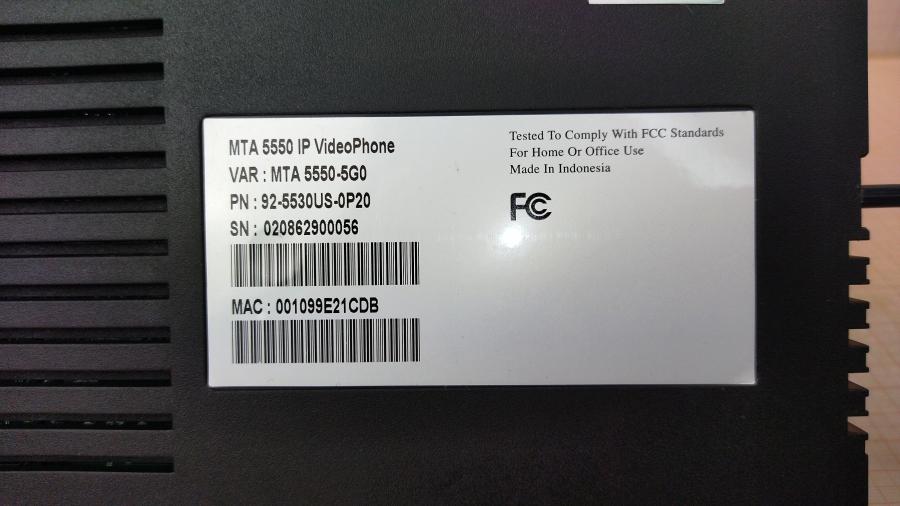 MTA 5550 IP VideoPhone
VAR : MTA 5550-5G0
PN : 92-5530US-0P20
SN : 020862900056
MAC : 001099E21CDB
Tested To Comply With FCC Standards
For Home Or Office Use
Made In Indonesia
FC